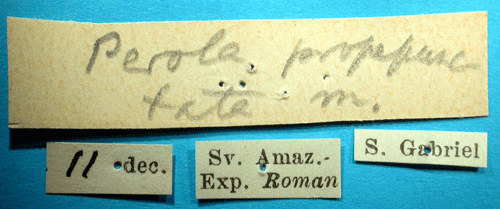 Perola propepunc-
tata m.
11 dec.
Sv. Amaz.-
Exp. Roman
S. Gabriel